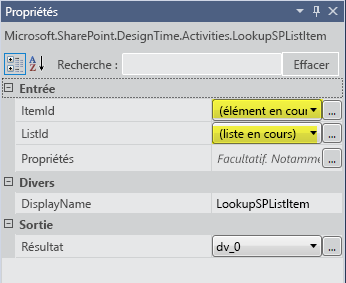 Propriétés
Microsoft.SharePoint.DesignTime.Activities.LookupSPListItem
Recherche : Effacer
Entrée
ItemId (élément en cour ...
ListId (liste en cours) ...
Propriétés Facultatif. Notamme ...
Divers
DisplayName LookupSPListItem
Sortie
Résultat dv_0 ...